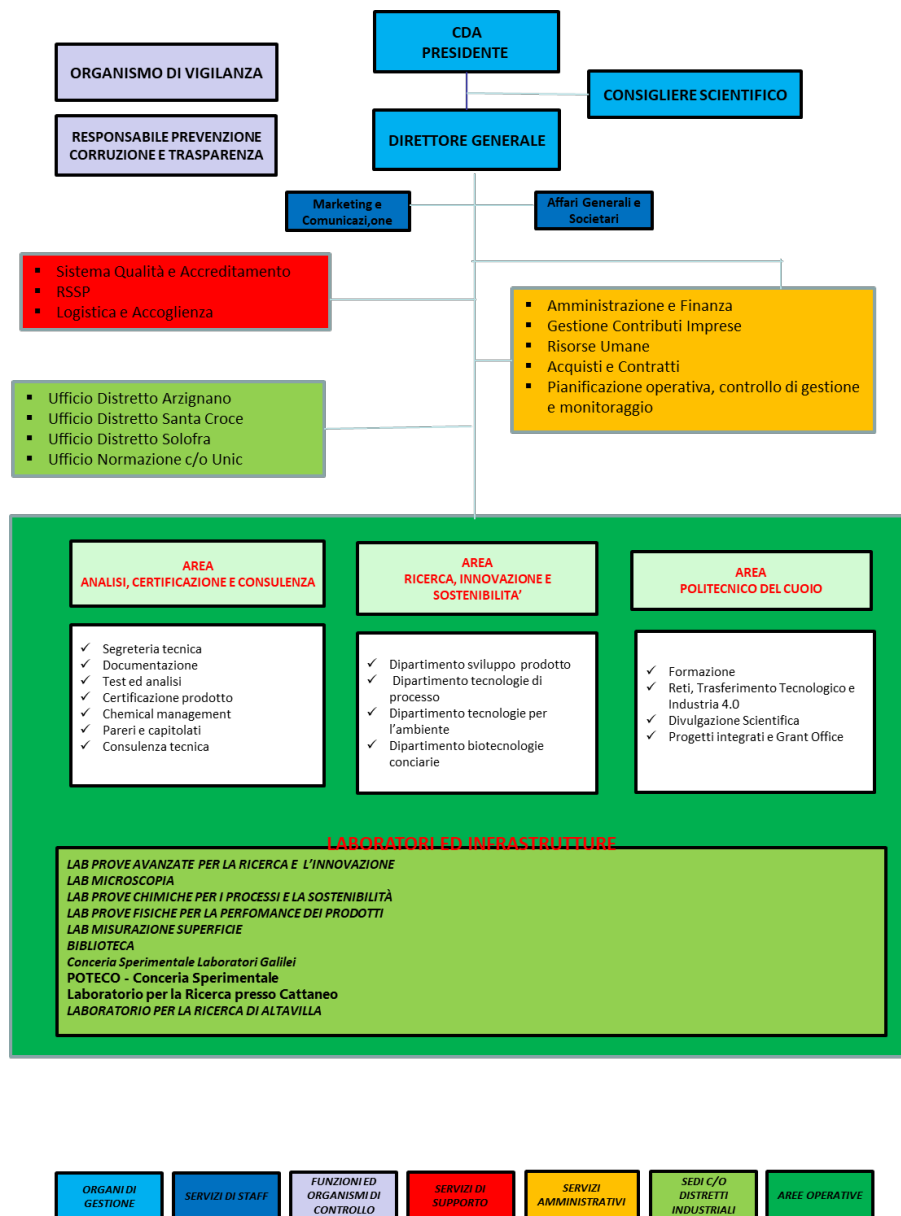 CDA
PRESIDENTE
ORGANISMO DI VIGILANZA
CONSIGLIERE SCIENTIFICO
RESPONSABILE PREVENZIONE
CORRUZIONE E TRASPARENZA
DIRETTORE GENERALE
Marketing e
Comunicazi,one
Affari Generali e
Societari
▪ Sistema Qualità e Accreditamento
▪ RSSP
▪ Logistica e Accoglienza
▪ Amministrazione e Finanza
▪ Gestione Contributi Imprese
▪ Risorse Umane
▪ Acquisti e Contratti
▪ Pianificazione operativa, controllo di gestione
e monitoraggio
▪ Ufficio Distretto Arzignano
▪ Ufficio Distretto Santa Croce
▪ Ufficio Distretto Solofra
▪ Ufficio Normazione c/o Unic
AREA
ANALISI, CERTIFICAZIONE E CONSULENZA
AREA
RICERCA, INNOVAZIONE E
SOSTENIBILITA’
AREA
POLITECNICO DEL CUOIO
✓ Segreteria tecnica
✓ Documentazione
✓ Test ed analisi
✓ Certificazione prodotto
✓ Chemical management
✓ Pareri e capitolati
✓ Consulenza tecnica
✓ Dipartimento sviluppo prodotto
✓ Dipartimento tecnologie di
processo
✓ Dipartimento tecnologie per
l’ambiente
✓ Dipartimento biotecnologie
conciarie
✓ Formazione
✓ Reti, Trasferimento Tecnologico e
Industria 4.0
✓ Divulgazione Scientifica
✓ Progetti integrati e Grant Office
LABORATORI ED INFRASTRUTTURE
LAB PROVE AVANZATE PER LA RICERCA E L’INNOVAZIONE
LAB MICROSCOPIA
LAB PROVE CHIMICHE PER I PROCESSI E LA SOSTENIBILITÀ
LAB PROVE FISICHE PER LA PERFOMANCE DEI PRODOTTI
LAB MISURAZIONE SUPERFICIE
BIBLIOTECA
Conceria Sperimentale Laboratori Galilei
POTECO - Conceria Sperimentale
Laboratorio per la Ricerca presso Cattaneo
LABORATORIO PER LA RICERCA DI ALTAVILLA
ORGANI DI
GESTIONE
SERVIZI DI STAFF
FUNZIONI ED
ORGANISMI DI
CONTROLLO
SERVIZI DI
SUPPORTO
SERVIZI
AMMINISTRATIVI
SEDI C/O
DISTRETTI
INDUSTRIALI
AREE OPERATIVE